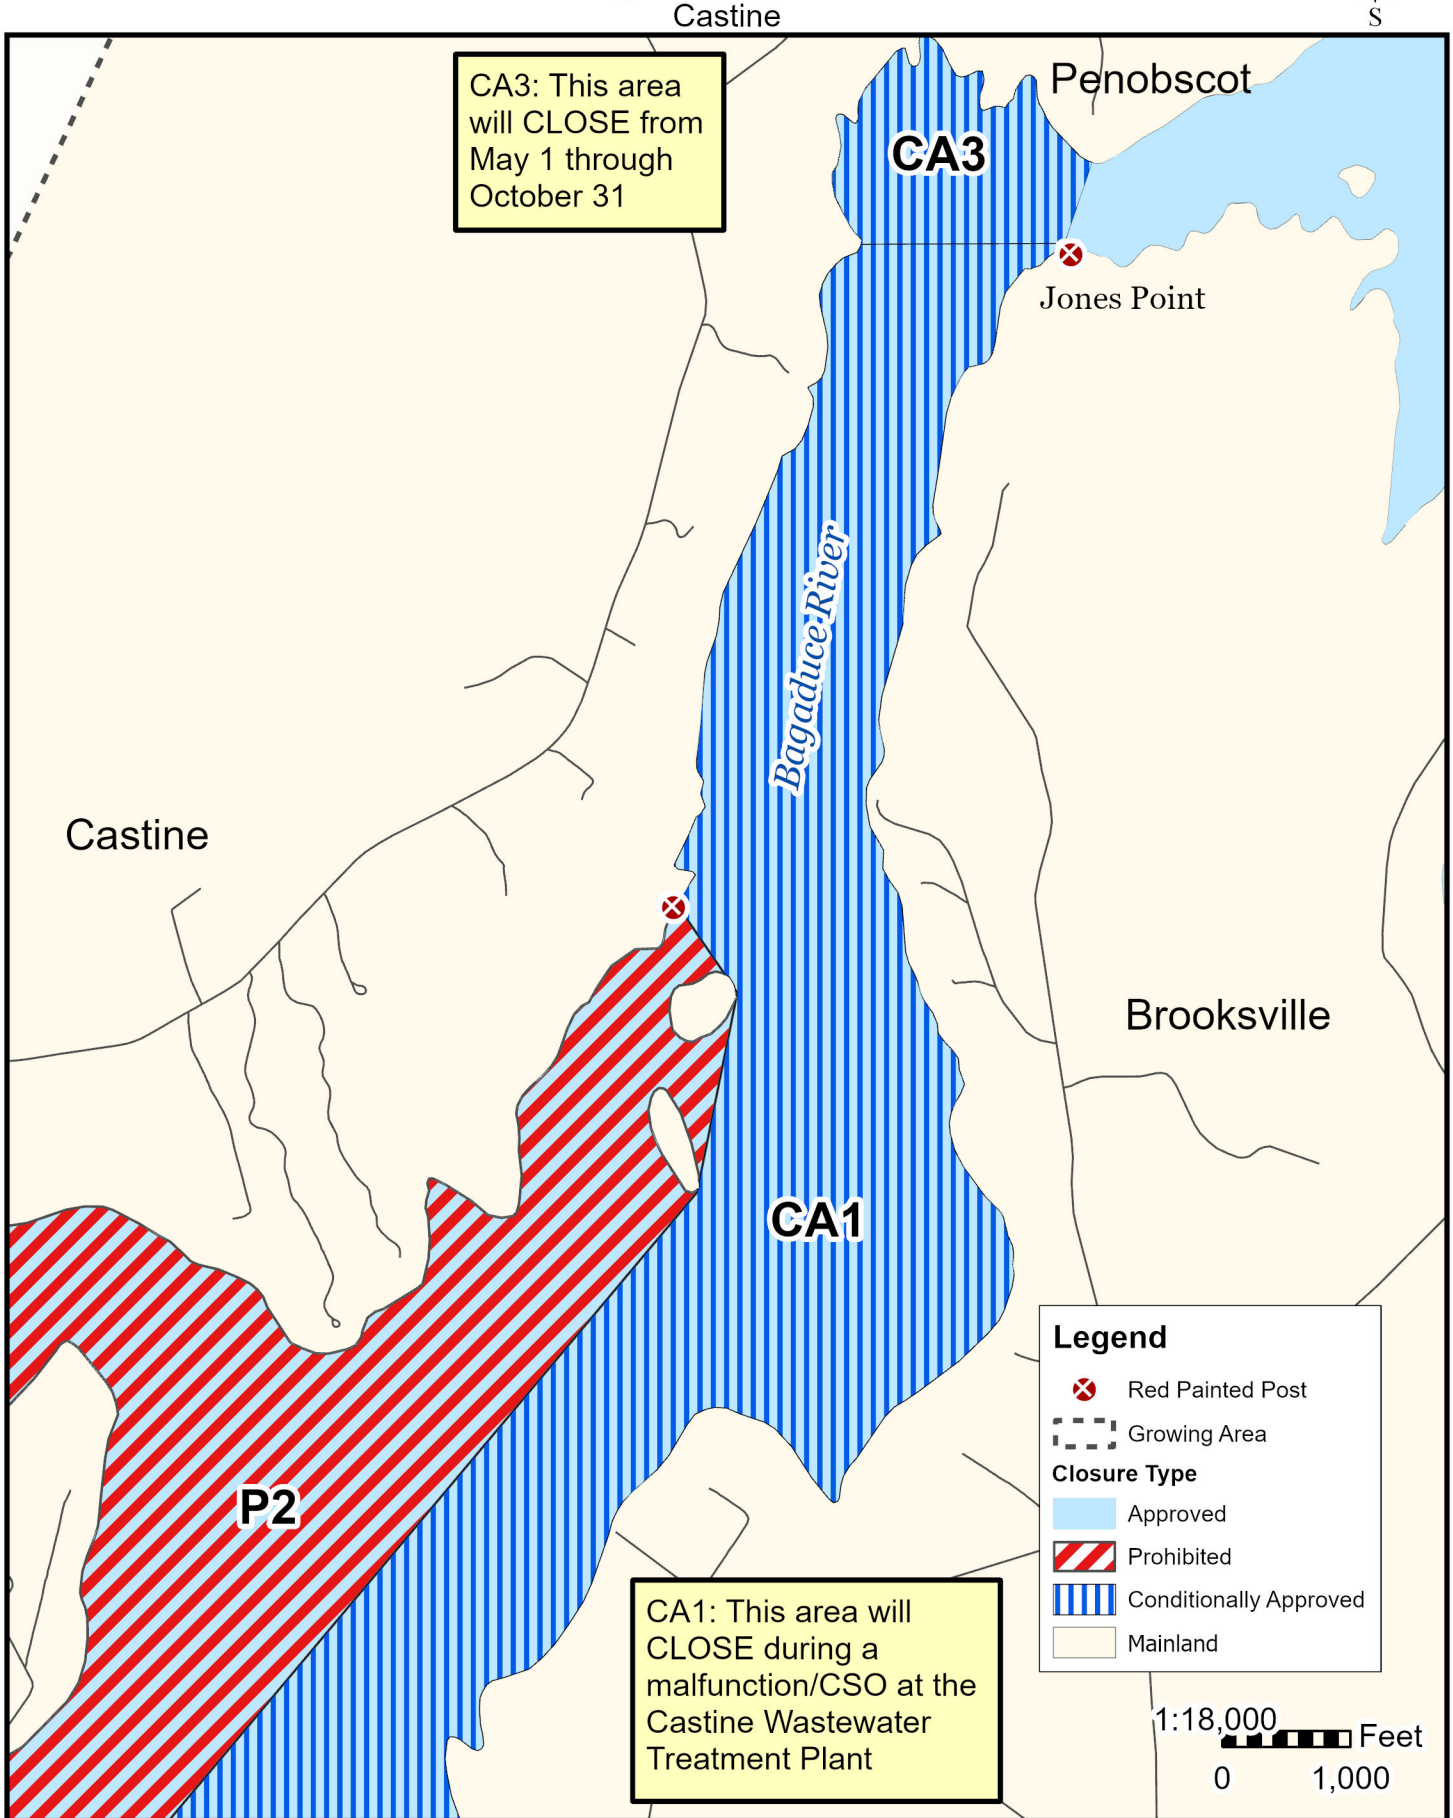 Castine
S
CA3: This area
will CLOSE from
May 1 through
October 31
Penobscot
CA3
Jones Point
Bagaduce River
Castine
Brooksville
CA1
P2
Legend
Red Painted Post
Growing Area
Closure Type
Approved
Prohibited
Conditionally Approved
Mainland
CA1: This area will
CLOSE during a
malfunction/CSO at the
Castine Wastewater
Treatment Plant
1:18,000
Feet
0 1,000